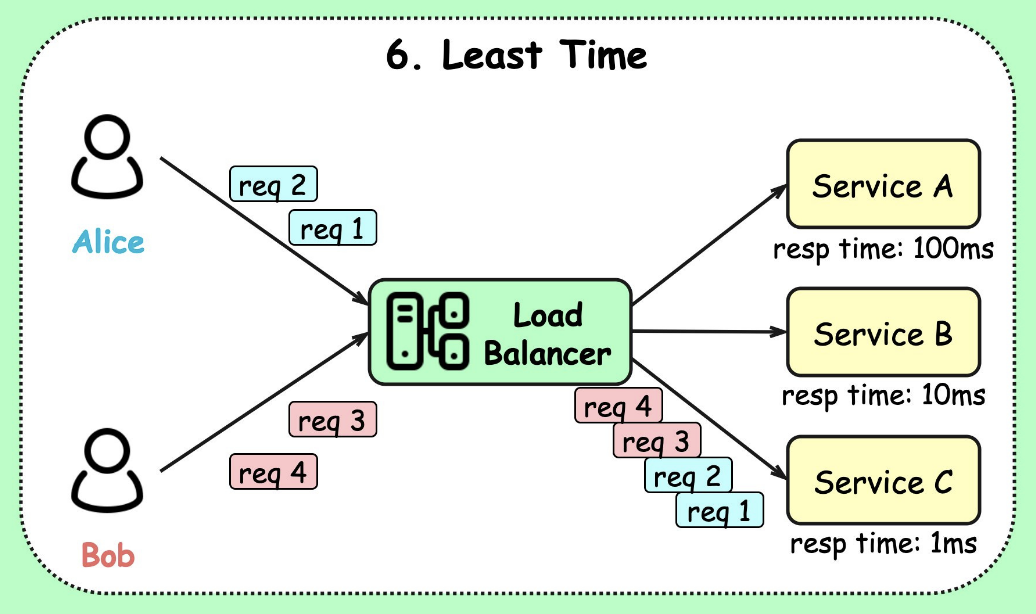 6. Least Time
Alice
req 2
req 1
Bob
req 3
req 4
Load
Balancer
req 4
req 3
req 2
req 1
Service A
resp time: 100ms
Service B
resp time: 10ms
Service C
resp time: 1ms